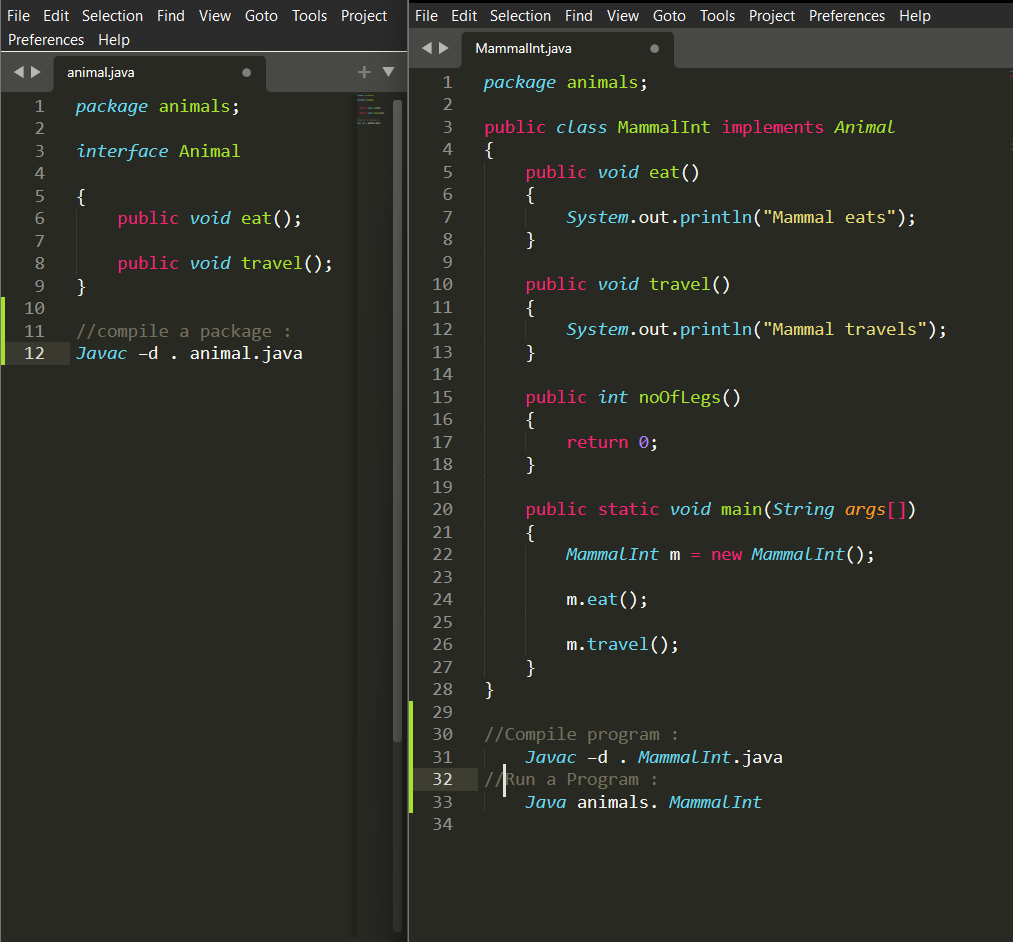 File Edit Selection Find View Goto Tools Project
Preferences Help
animal.java
1 package animals;
2
3 interface Animal
4
5 {
6 public void eat();
7
8 public void travel();
9 }
10
11 //compile a package :
12 Javac –d . animal.java
File Edit Selection Find View Goto Tools Project Preferences Help
MammalInt.java
1 package animals;
2
3 public class MammalInt implements Animal
4 {
5 public void eat()
6 {
7 System.out.println("Mammal eats");
8 }
9
10 public void travel()
11 {
12 System.out.println("Mammal travels");
13 }
14
15 public int noOfLegs()
16 {
17 return 0;
18 }
19
20 public static void main(String args[])
21 {
22 MammalInt m = new MammalInt();
23
24 m.eat();
25
26 m.travel();
27 }
28 }
29
30 //Compile program :
31 Javac –d . MammalInt.java
32 //Run a Program :
33 Java animals. MammalInt
34